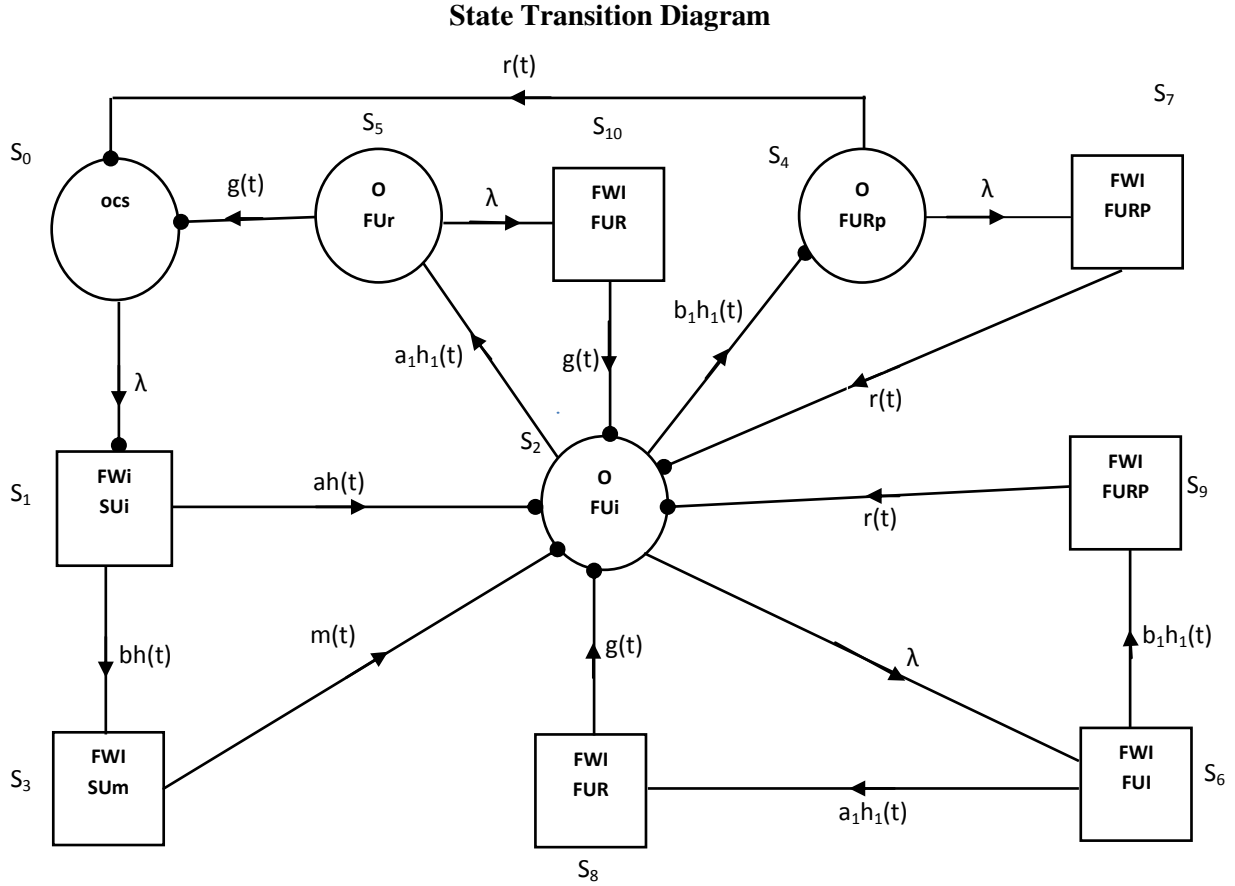 State Transition Diagram
r(t)
S₇
S₅
S₁₀
S₀
S₄
ocs
g(t)
O
FUr
λ
FWI
FUR
O
FURp
λ
FWI
FURP
b₁h₁(t)
a₁h₁(t)
g(t)
λ
r(t)
S₂
S₁
FWi
SUi
ah(t)
O
FUi
r(t)
FWI
FURP
S₉
bh(t)
m(t)
g(t)
λ
b₁h₁(t)
S₃
FWI
SUm
FWI
FUR
a₁h₁(t)
FWI
FUI
S₆
S₈